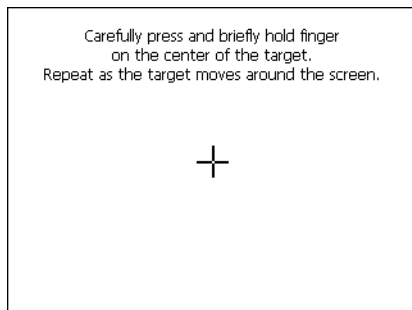 Carefully press and briefly hold finger
on the center of the target.
Repeat as the target moves around the screen.